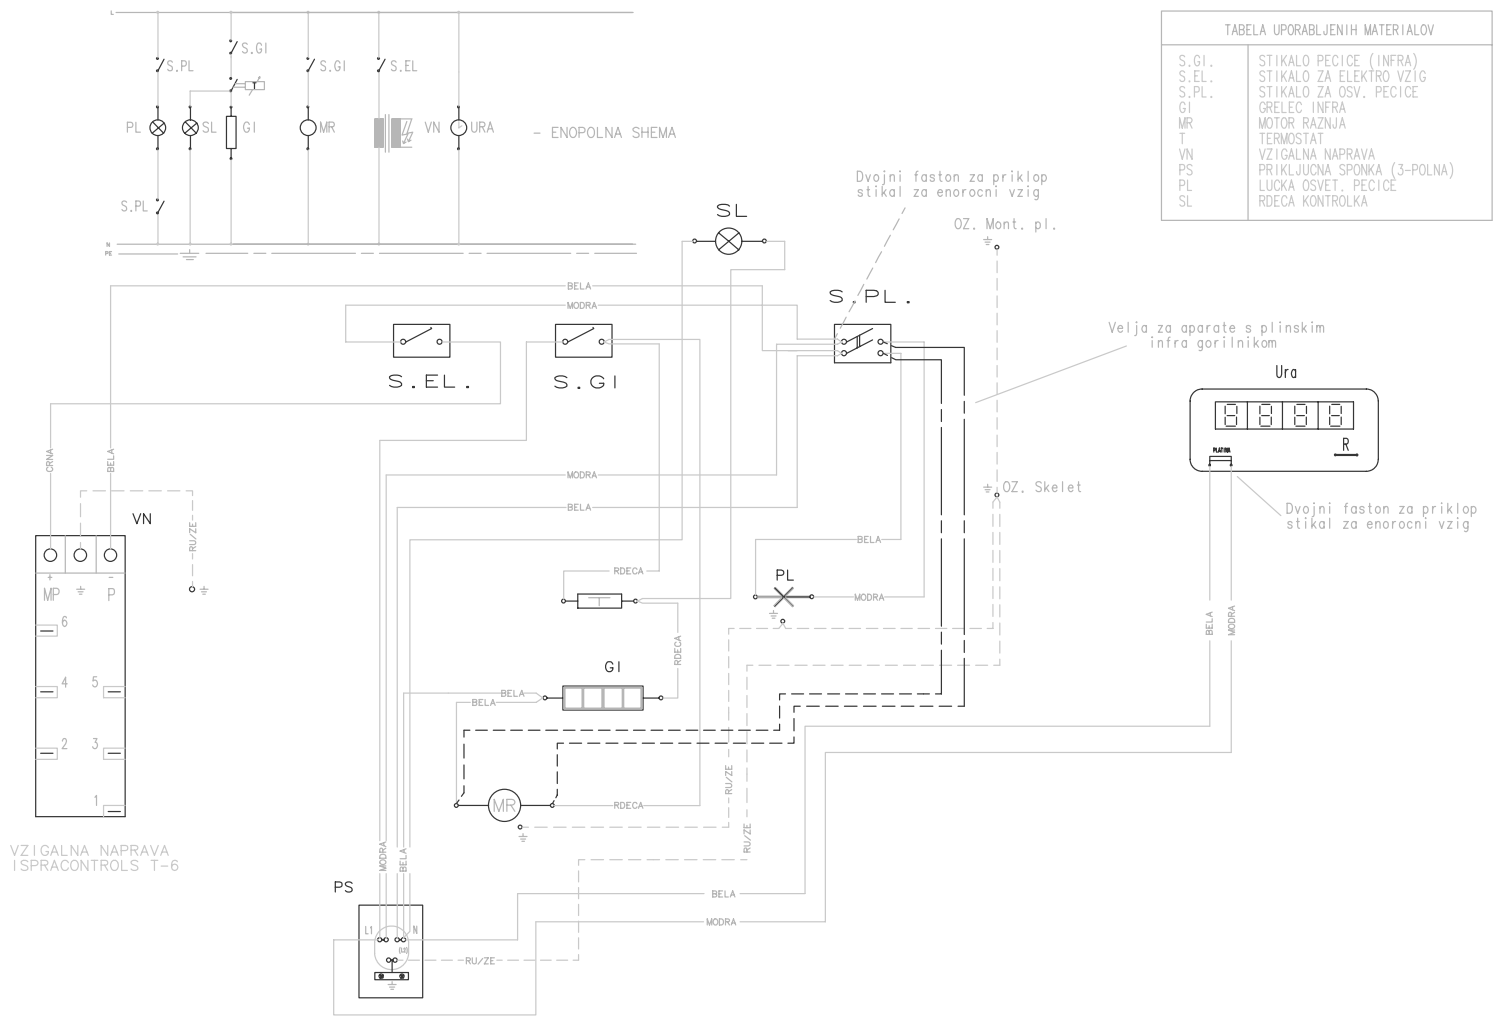 L
S.PL
S.GI
S.GI
S.EL
T
PL
SL
GI
MR
VN
URA
- ENOPOLNA SHEMA
S.PL
N
PE
TABELA UPORABLJENIH MATERIALOV
S.GI. STIKALO PECICE (INFRA)
S.EL. STIKALO ZA ELEKTRO VZIG
S.PL. STIKALO ZA OSV. PECICE
GI GRELEC INFRA
MR MOTOR RAZNJA
T TERMOSTAT
VN VZIGALNA NAPRAVA
PS PRIKLJUCNA SPONKA (3-POLNA)
PL LUCKA OSVET. PECICE
SL RDECA KONTROLKA
Dvojni faston za priklop
stikal za enorocni vzig
SL
OZ. Mont. pl.
BELA
MODRA
S.PL.
S.EL.
S.GI
Velja za aparate s plinskim
infra gorilnikom
Ura
R
PLATINA
CRNA
BELA
MODRA
OZ. Skelet
Dvojni faston za priklop
stikal za enorocni vzig
BELA
VN
RU/ZE
BELA
RDECA
PL
MODRA
+
-
MP
P
6
4
5
2
3
1
T
BELA
MODRA
RDECA
GI
BELA
BELA
RU/ZE
MR
RDECA
RU/ZE
VZIGALNA NAPRAVA
ISPRACONTROLS T-6
MODRA
BELA
PS
BELA
MODRA
L1
N
(L2)
RU/ZE